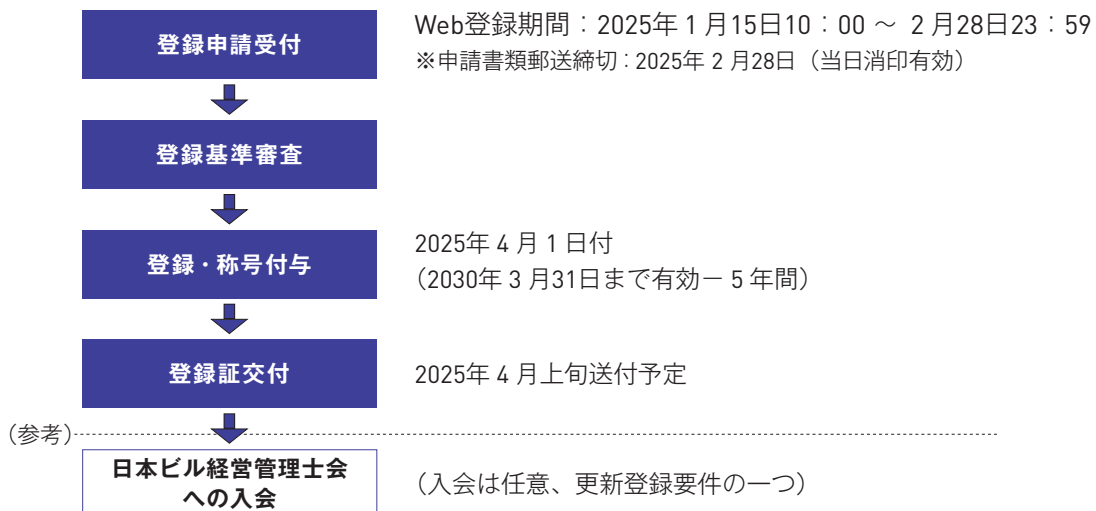 登録申請受付
Web登録期間：2025年1月15日10：00 ～ 2月28日23：59
※申請書類郵送締切：2025年2月28日（当日消印有効）
登録基準審査
登録・称号付与
2025年4月1日付
（2030年3月31日まで有効－5年間）
登録証交付
2025年4月上旬送付予定
（参考）
日本ビル経営管理士会
への入会
（入会は任意、更新登録要件の一つ）